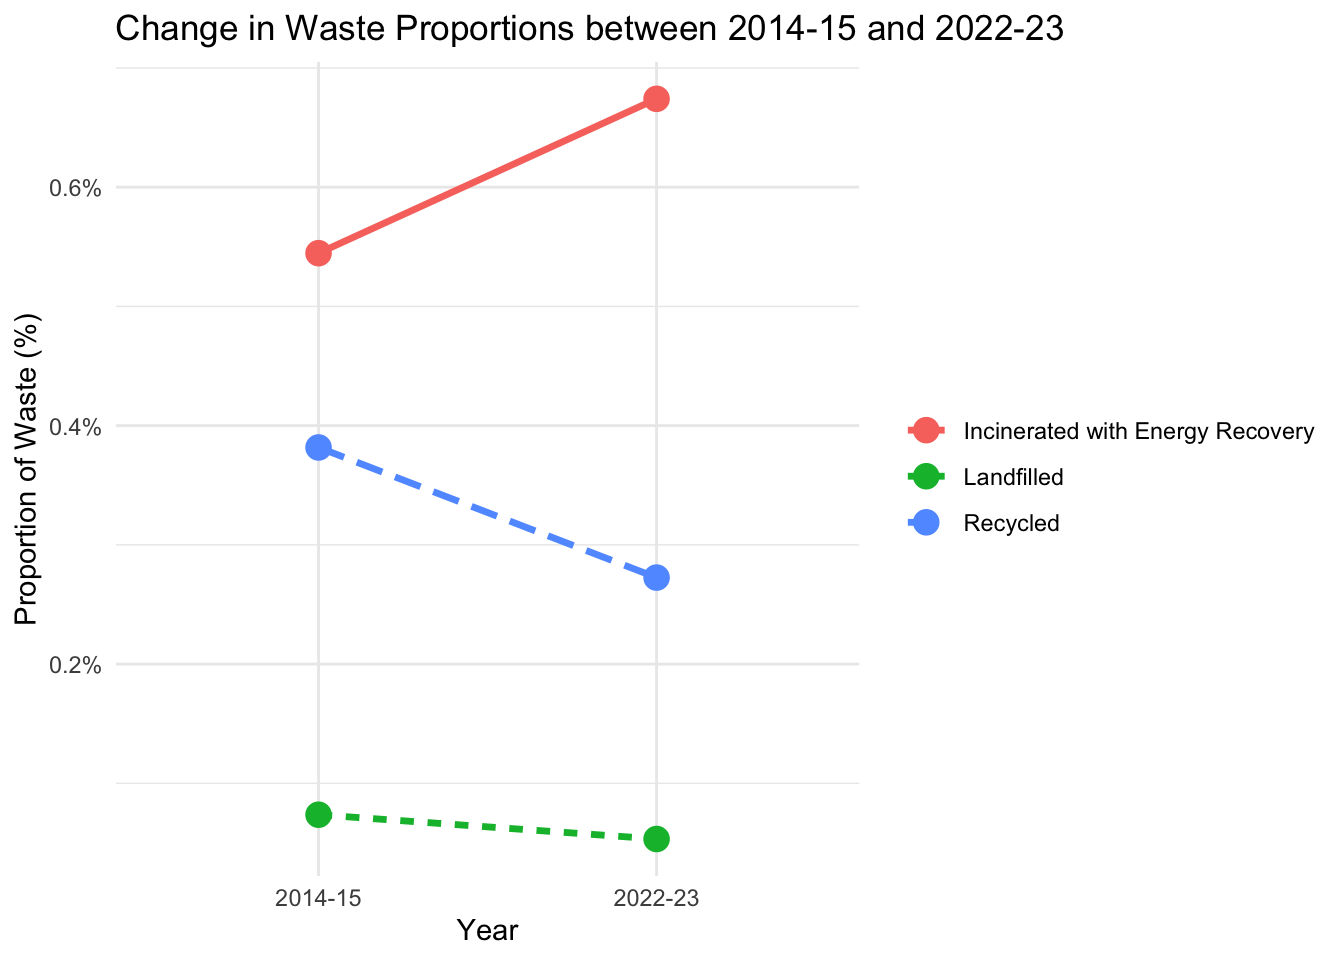 Change in Waste Proportions between 2014-15 and 2022-23
Proportion of Waste (%)
0.6%
0.4%
0.2%
2014-15
2022-23
Year
Incinerated with Energy Recovery
Landfilled
Recycled